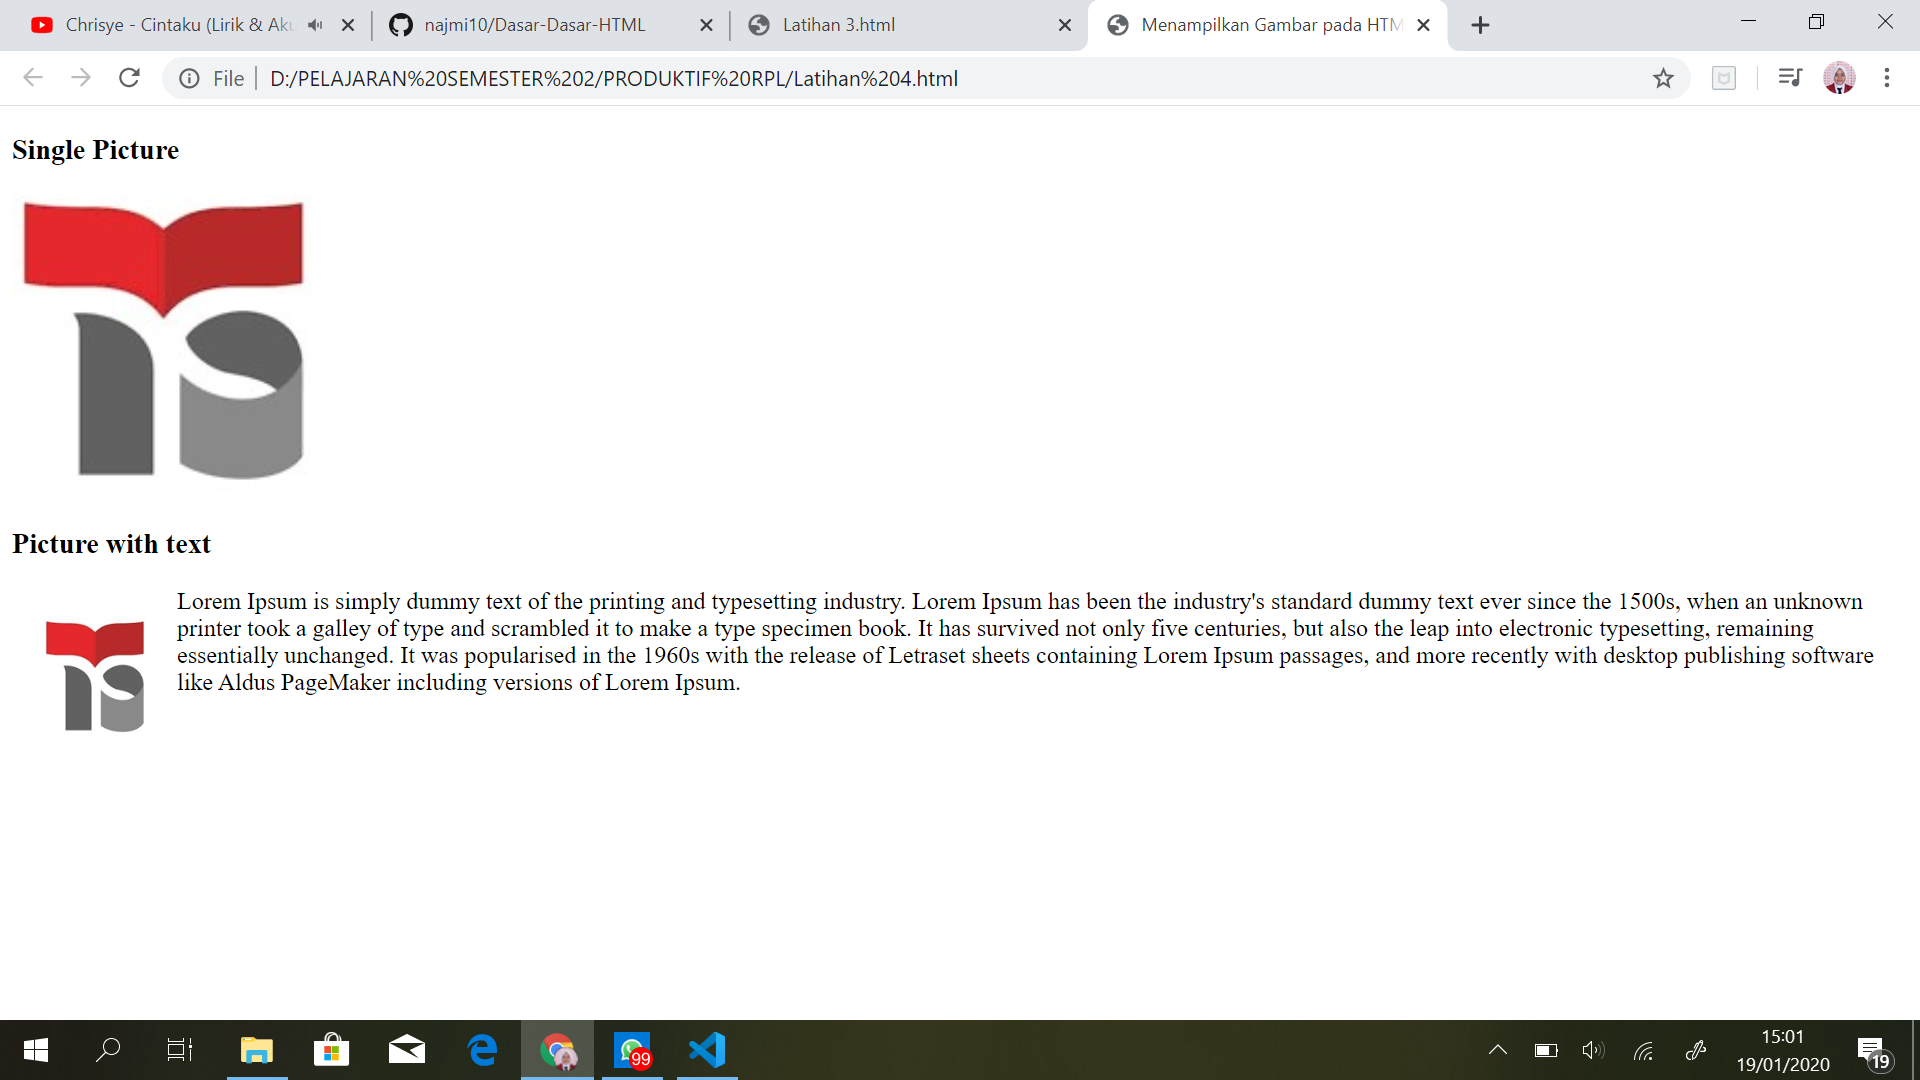 Chrisye - Cintaku (Lirik & Aku
najmi10/Dasar-Dasar-HTML
Latihan 3.html
Menampilkan Gambar pada HTM
File
D:/PELAJARAN%20SEMESTER%202/PRODUKTIF%20RPL/Latihan%204.html
Single Picture
Picture with text
Lorem Ipsum is simply dummy text of the printing and typesetting industry. Lorem Ipsum has been the industry's standard dummy text ever since the 1500s, when an unknown
printer took a galley of type and scrambled it to make a type specimen book. It has survived not only five centuries, but also the leap into electronic typesetting, remaining
essentially unchanged. It was popularised in the 1960s with the release of Letraset sheets containing Lorem Ipsum passages, and more recently with desktop publishing software
like Aldus PageMaker including versions of Lorem Ipsum.
99
15:01
19/01/2020
19